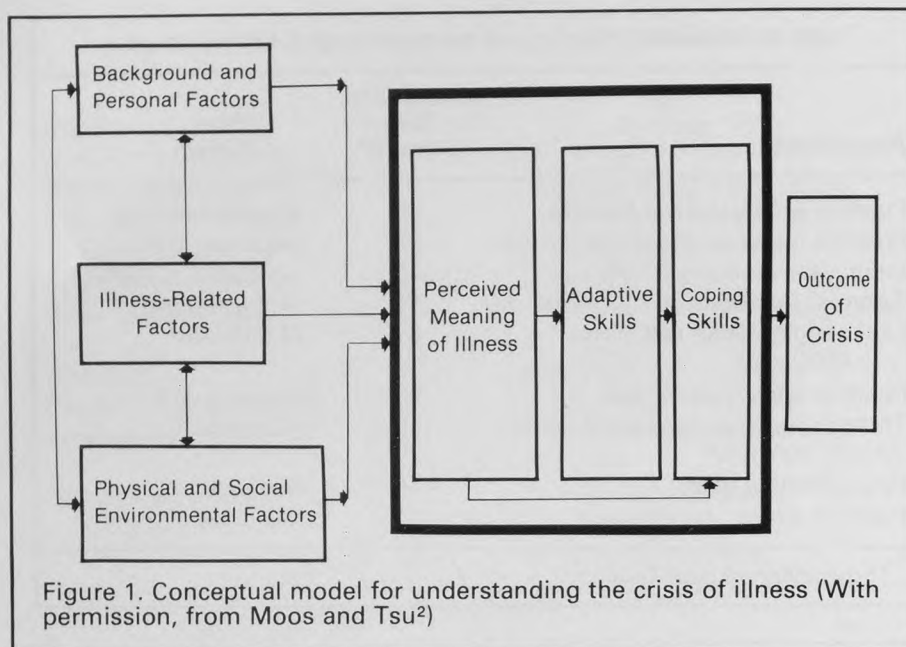 Background and
Personal Factors
Illness-Related
Factors
Physical and Social
Environmental Factors
Perceived
Meaning
of Illness
Adaptive
Skills
Coping
Skills
Outcome
of
Crisis
Figure 1. Conceptual model for understanding the crisis of illness (With
permission, from Moos and Tsu²)